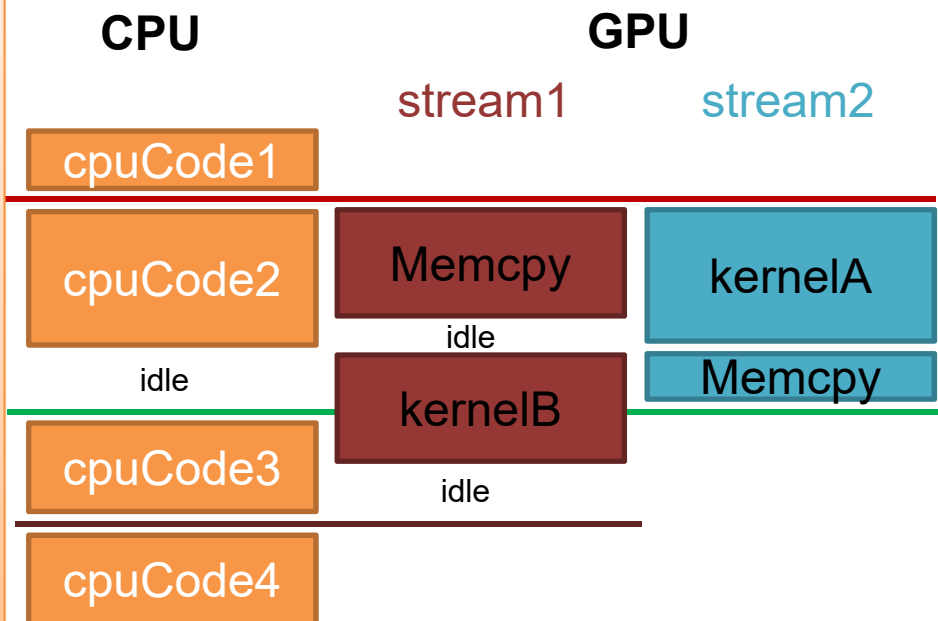 CPU
GPU
stream1
stream2
cpuCode1
cpuCode2
Memcpy
kernelA
idle
idle
Memcpy
kernelB
cpuCode3
idle
cpuCode4